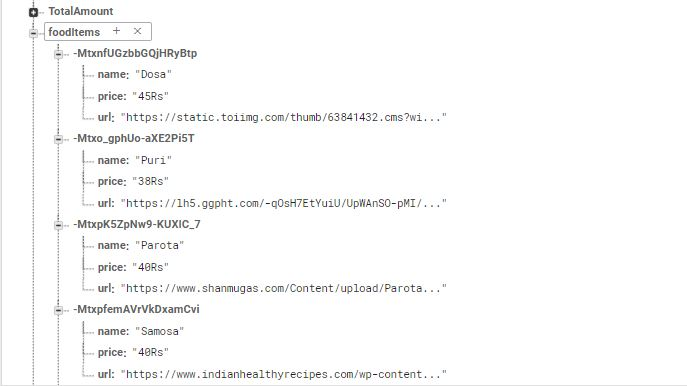 TotalAmount
foodItems + ×
-MtxnfUGzbbGQjHRyBtp
name: "Dosa"
price: "45Rs"
url: "https://static.toiimg.com/thumb/63841432.cms?wi..."
-Mtxo_gphUo-aXE2Pi5T
name: "Puri"
price: "38Rs"
url: "https://lh5.ggpht.com/-qOsH7EtYuiU/UpWAnSO-pMI/..."
-MtxpK5ZpNw9-KUXIC_7
name: "Parota"
price: "40Rs"
url: "https://www.shanmugas.com/Content/upload/Parota..."
-MtxpfemAVrVkDxamCvi
name: "Samosa"
price: "40Rs"
url: "https://www.indianhealthyrecipes.com/wp-content..."